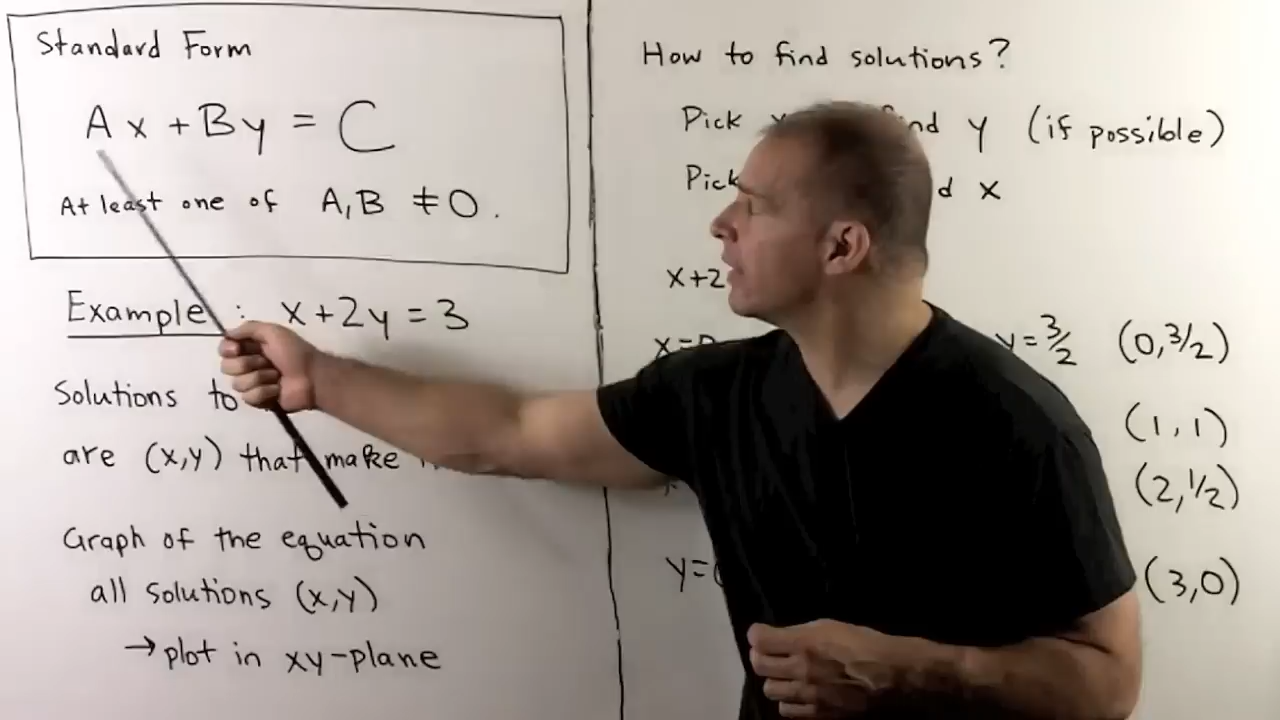 Standard Form
Ax + By = C
At least one of A,B ≠ 0.
Example : x+2y = 3
Solutions to
are (x,y) that make
Graph of the equation
all solutions (x,y)
→ plot in xy-plane
How to find solutions?
Pick y (if possible)
Pick x
x+2
y = 3/2 (0,3/2)
(1,1)
(2,1/2)
y=
(3,0)